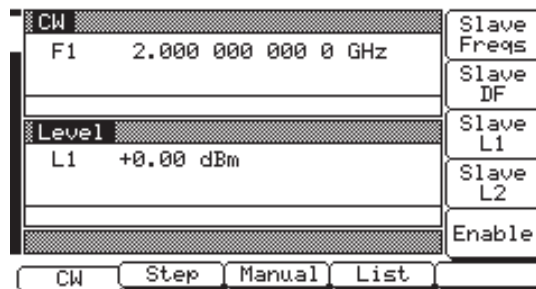 CW
F1 2.000 000 000 0 GHz
Level
L1 +0.00 dBm
Slave
Freqs
Slave
DF
Slave
L1
Slave
L2
Enable
CW Step Manual List